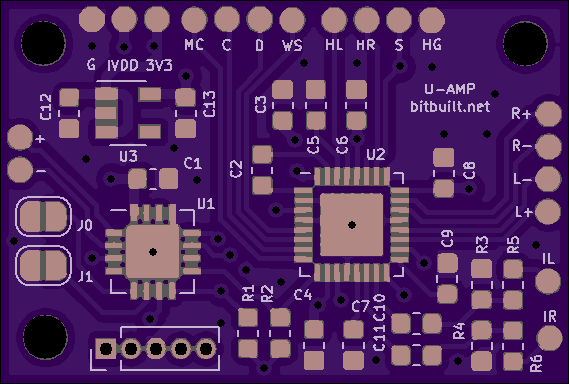 MC C D WS HL HR S HG
G 1VDD 3V3
U-AMP
bitbuilt.net
C12
C13
C3
C5
C6
R+
R-
L-
L+
+
-
U3
C1
C2
U2
C8
U1
J0
J1
C9
R3
R5
IL
R1
R2
C4
C7
C10
C11
R4
R6
IR